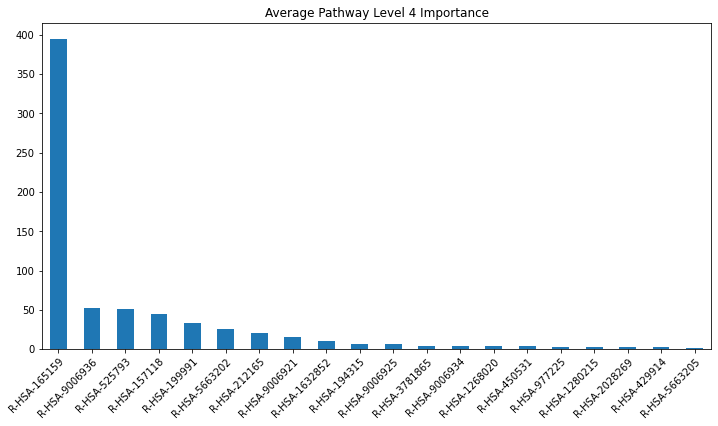 Average Pathway Level 4 Importance
400
350
300
250
200
150
100
50
0
R-HSA-165159
R-HSA-9006936
R-HSA-525793
R-HSA-157118
R-HSA-199991
R-HSA-5663202
R-HSA-212165
R-HSA-9006921
R-HSA-1632852
R-HSA-194315
R-HSA-9006925
R-HSA-3781865
R-HSA-9006934
R-HSA-1268020
R-HSA-450531
R-HSA-977225
R-HSA-1280215
R-HSA-2028269
R-HSA-429914
R-HSA-5663205